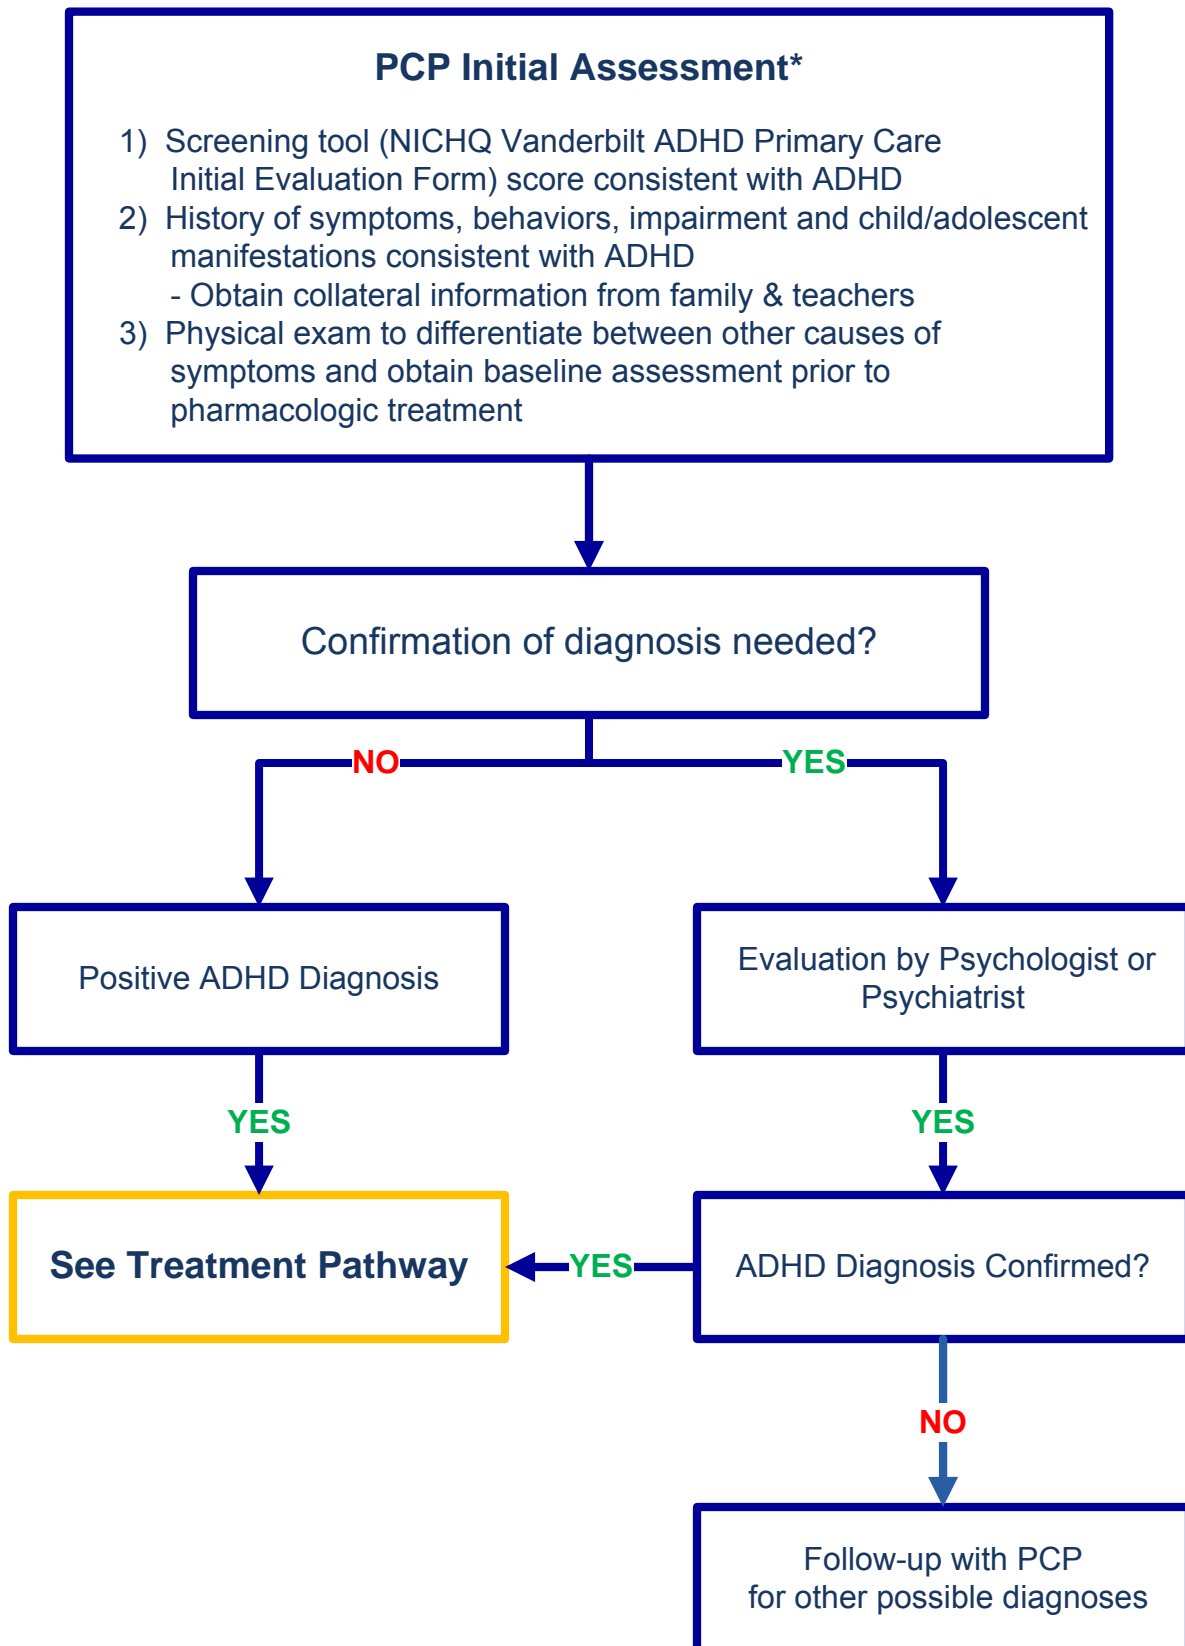 PCP Initial Assessment*
1) Screening tool (NICHQ Vanderbilt ADHD Primary Care
Initial Evaluation Form) score consistent with ADHD
2) History of symptoms, behaviors, impairment and child/adolescent
manifestations consistent with ADHD
- Obtain collateral information from family & teachers
3) Physical exam to differentiate between other causes of
symptoms and obtain baseline assessment prior to
pharmacologic treatment
Confirmation of diagnosis needed?
NO
YES
Positive ADHD Diagnosis
Evaluation by Psychologist or
Psychiatrist
YES
YES
See Treatment Pathway
YES
ADHD Diagnosis Confirmed?
NO
Follow-up with PCP
for other possible diagnoses